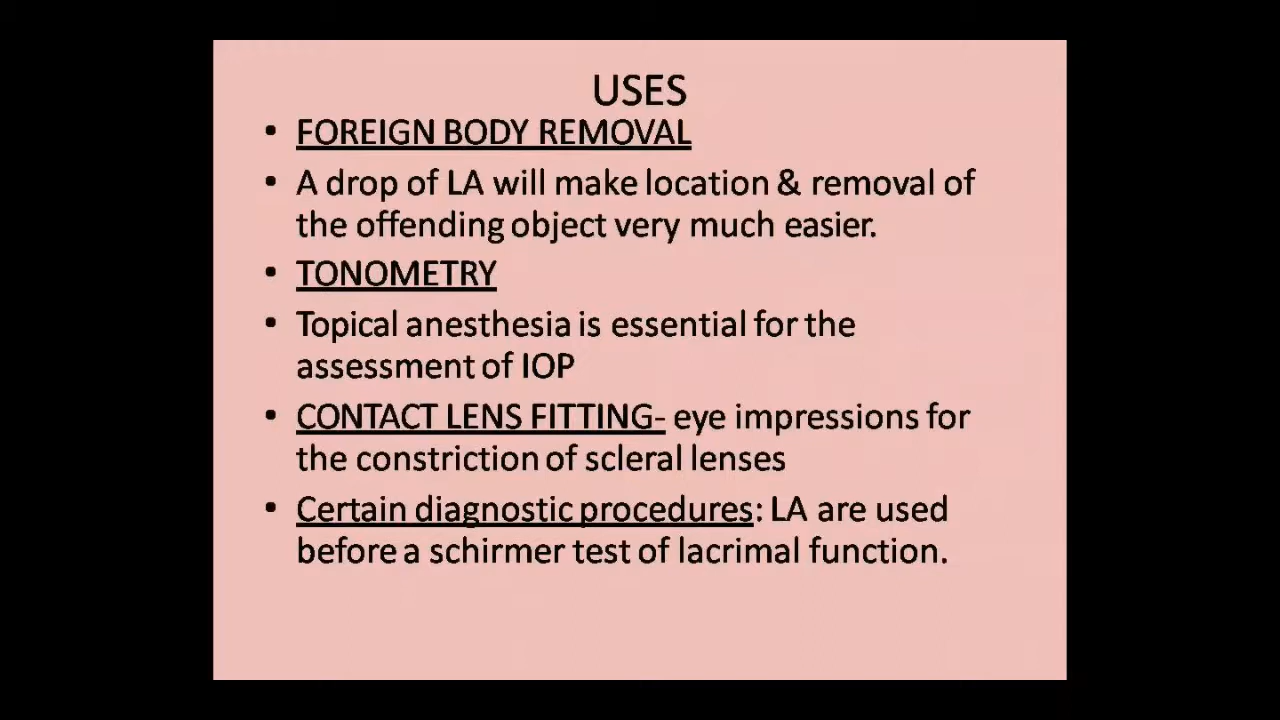 USES
• FOREIGN BODY REMOVAL
• A drop of LA will make location & removal of
the offending object very much easier.
• TONOMETRY
• Topical anesthesia is essential for the
assessment of IOP
• CONTACT LENS FITTING- eye impressions for
the constriction of scleral lenses
• Certain diagnostic procedures: LA are used
before a schirmer test of lacrimal function.